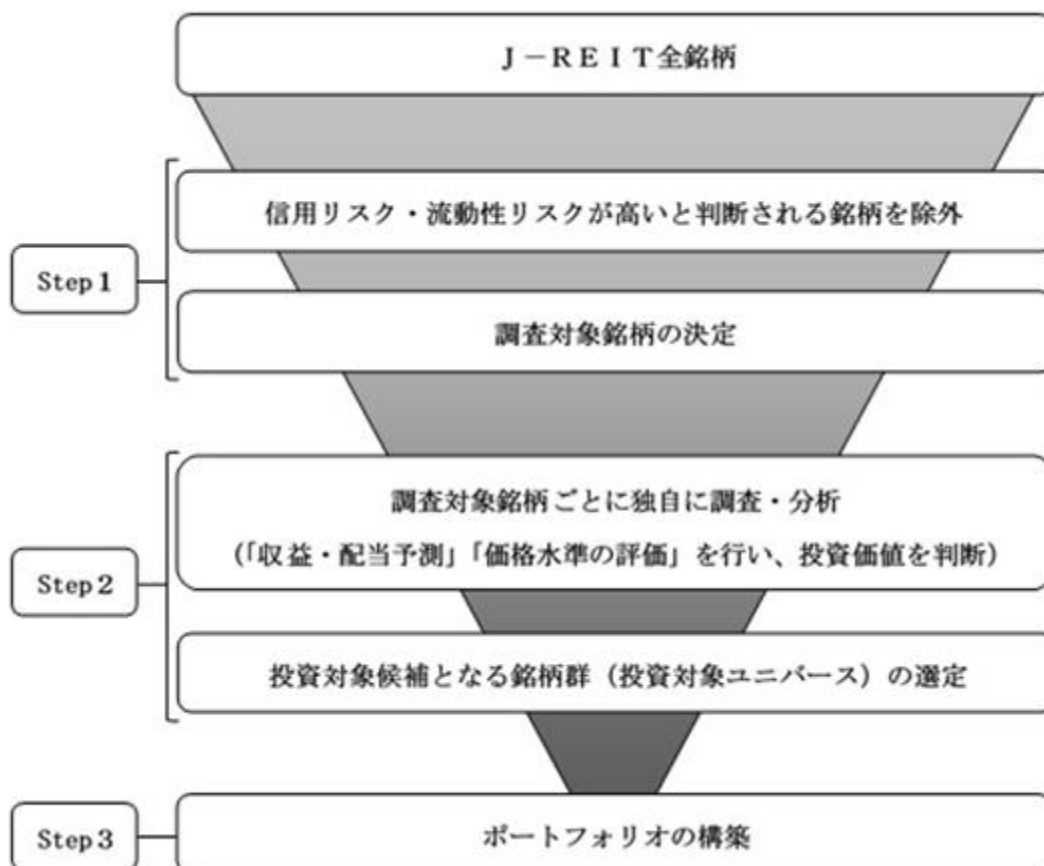 J－REIT全銘柄
信用リスク・流動性リスクが高いと判断される銘柄を除外
Step1
調査対象銘柄の決定
調査対象銘柄ごとに独自に調査・分析
（「収益・配当予測」「価格水準の評価」を行い、投資価値を判断）
Step2
投資対象候補となる銘柄群（投資対象ユニバース）の選定
Step3
ポートフォリオの構築